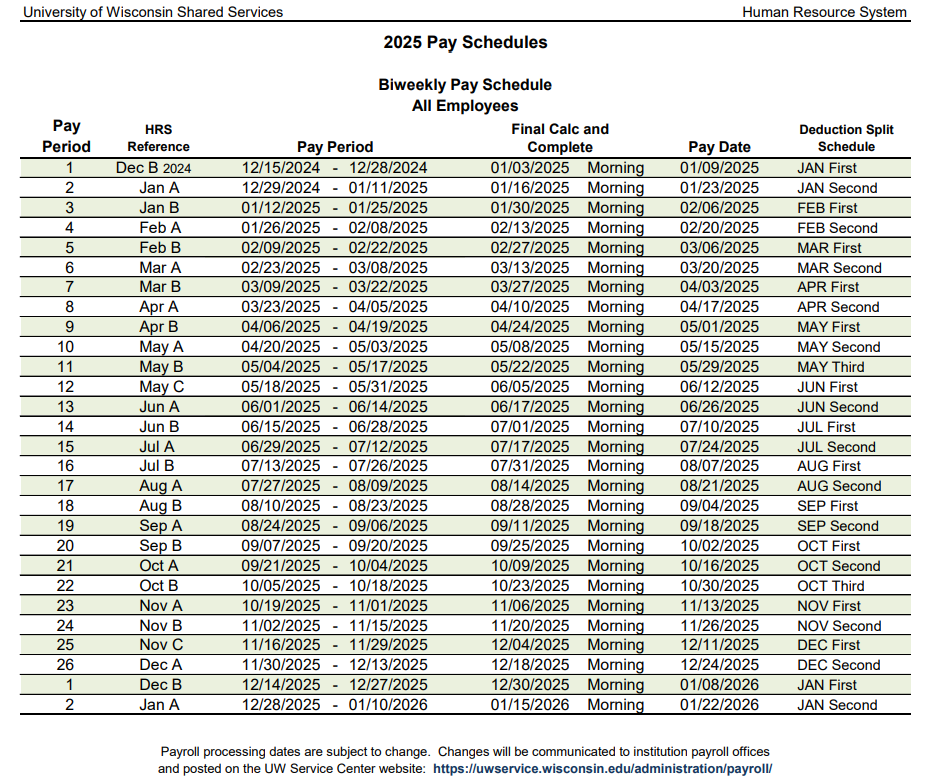 University of Wisconsin Shared Services Human Resource System
2025 Pay Schedules
Biweekly Pay Schedule
All Employees
Pay Period HRS Reference Pay Period Final Calc and Complete Pay Date Deduction Split Schedule
1 Dec B 2024 12/15/2024 - 12/28/2024 01/03/2025 Morning 01/09/2025 JAN First
2 Jan A 12/29/2024 - 01/11/2025 01/16/2025 Morning 01/23/2025 JAN Second
3 Jan B 01/12/2025 - 01/25/2025 01/30/2025 Morning 02/06/2025 FEB First
4 Feb A 01/26/2025 - 02/08/2025 02/13/2025 Morning 02/20/2025 FEB Second
5 Feb B 02/09/2025 - 02/22/2025 02/27/2025 Morning 03/06/2025 MAR First
6 Mar A 02/23/2025 - 03/08/2025 03/13/2025 Morning 03/20/2025 MAR Second
7 Mar B 03/09/2025 - 03/22/2025 03/27/2025 Morning 04/03/2025 APR First
8 Apr A 03/23/2025 - 04/05/2025 04/10/2025 Morning 04/17/2025 APR Second
9 Apr B 04/06/2025 - 04/19/2025 04/24/2025 Morning 05/01/2025 MAY First
10 May A 04/20/2025 - 05/03/2025 05/08/2025 Morning 05/15/2025 MAY Second
11 May B 05/04/2025 - 05/17/2025 05/22/2025 Morning 05/29/2025 MAY Third
12 May C 05/18/2025 - 05/31/2025 06/05/2025 Morning 06/12/2025 JUN First
13 Jun A 06/01/2025 - 06/14/2025 06/17/2025 Morning 06/26/2025 JUN Second
14 Jun B 06/15/2025 - 06/28/2025 07/01/2025 Morning 07/10/2025 JUL First
15 Jul A 06/29/2025 - 07/12/2025 07/17/2025 Morning 07/24/2025 JUL Second
16 Jul B 07/13/2025 - 07/26/2025 07/31/2025 Morning 08/07/2025 AUG First
17 Aug A 07/27/2025 - 08/09/2025 08/14/2025 Morning 08/21/2025 AUG Second
18 Aug B 08/10/2025 - 08/23/2025 08/28/2025 Morning 09/04/2025 SEP First
19 Sep A 08/24/2025 - 09/06/2025 09/11/2025 Morning 09/18/2025 SEP Second
20 Sep B 09/07/2025 - 09/20/2025 09/25/2025 Morning 10/02/2025 OCT First
21 Oct A 09/21/2025 - 10/04/2025 10/09/2025 Morning 10/16/2025 OCT Second
22 Oct B 10/05/2025 - 10/18/2025 10/23/2025 Morning 10/30/2025 OCT Third
23 Nov A 10/19/2025 - 11/01/2025 11/06/2025 Morning 11/13/2025 NOV First
24 Nov B 11/02/2025 - 11/15/2025 11/20/2025 Morning 11/26/2025 NOV Second
25 Nov C 11/16/2025 - 11/29/2025 12/04/2025 Morning 12/11/2025 DEC First
26 Dec A 11/30/2025 - 12/13/2025 12/18/2025 Morning 12/24/2025 DEC Second
1 Dec B 12/14/2025 - 12/27/2025 12/30/2025 Morning 01/08/2026 JAN First
2 Jan A 12/28/2025 - 01/10/2026 01/15/2026 Morning 01/22/2026 JAN Second
Payroll processing dates are subject to change. Changes will be communicated to institution payroll offices
and posted on the UW Service Center website: https://uwservice.wisconsin.edu/administration/payroll/